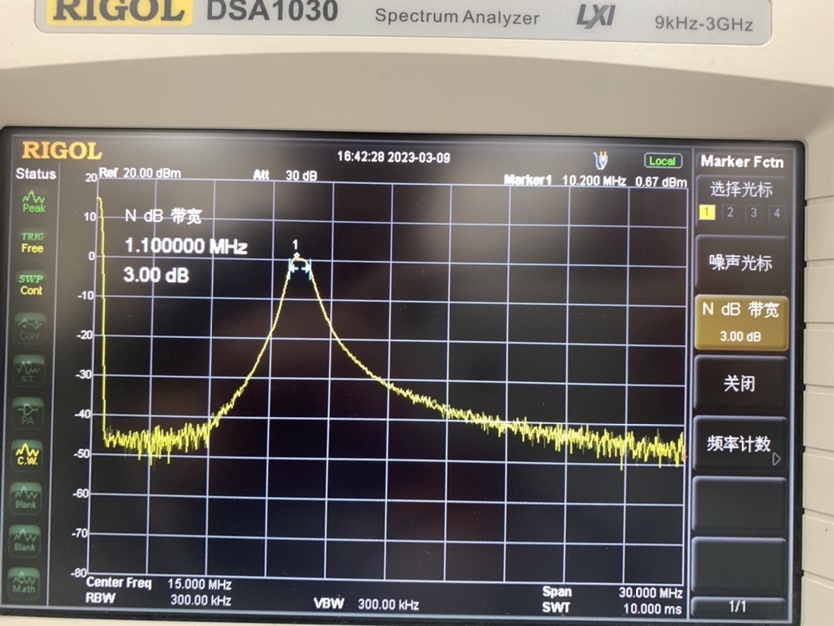 RIGOL DSA1030 Spectrum Analyzer LXI 9kHz-3GHz
RIGOL 16:42:28 2023-03-09 Local
Marker Fctn
Status
Ref 20.00 dBm Att 30 dB Marker1 10.200 MHz 0.67 dBm
选择光标
1 2 3 4
噪声光标
N dB 带宽
3.00 dB
关闭
频率计数
1/1
Peak
TRIG
Free
SWP
Cont
Corr
S.T.
PA
C.W.
Blank
Blank
Math
20
10
0
-10
-20
-30
-40
-50
-60
-70
-80
N dB 带宽
1.100000 MHz
3.00 dB
1
Center Freq 15.000 MHz Span 30.000 MHz
RBW 300.00 kHz VBW 300.00 kHz SWT 10.000 ms